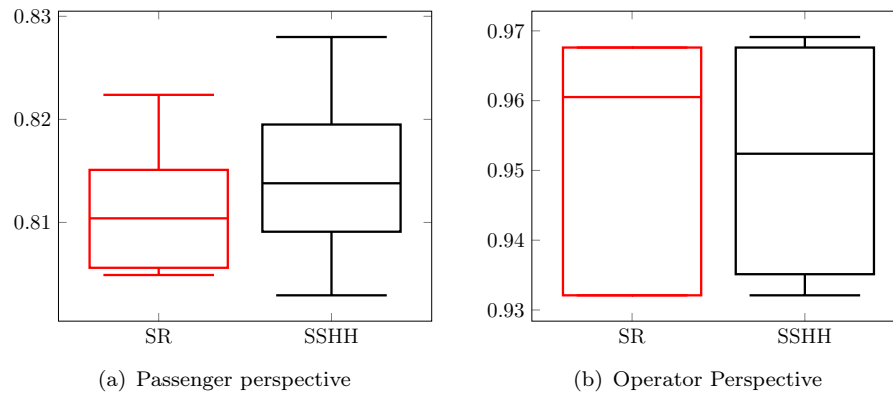 0.83
0.82
0.81
SR SSHH
(a) Passenger perspective
0.97
0.96
0.95
0.94
0.93
SR SSHH
(b) Operator Perspective